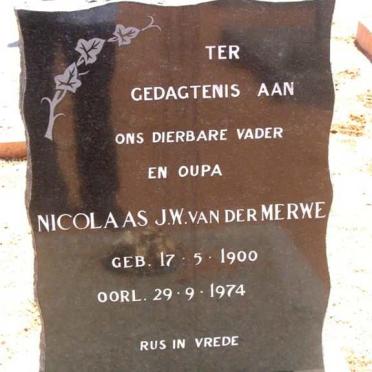 TER
GEDAGTENIS AAN
ONS DIERBARE VADER
EN OUPA
NICOLAAS J.W. VAN DER MERWE
GEB. 17 · 5 · 1900
OORL. 29 · 9 · 1974
RUS IN VREDE